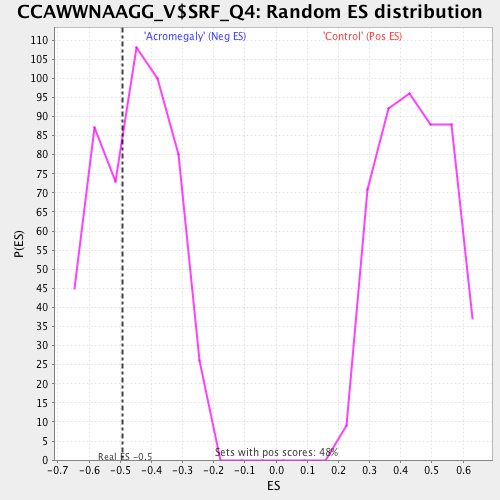 CCAWWNAAGG_V$SRF_Q4: Random ES distribution
'Acromegaly' (Neg ES)
'Control' (Pos ES)
110
105
100
95
90
85
80
75
70
65
60
55
50
45
40
35
30
25
20
15
10
5
0
P(ES)
Real ES -0.5
Sets with pos scores: 48%
-0.7 -0.6 -0.5 -0.4 -0.3 -0.2 -0.1 0.0 0.1 0.2 0.3 0.4 0.5 0.6
ES